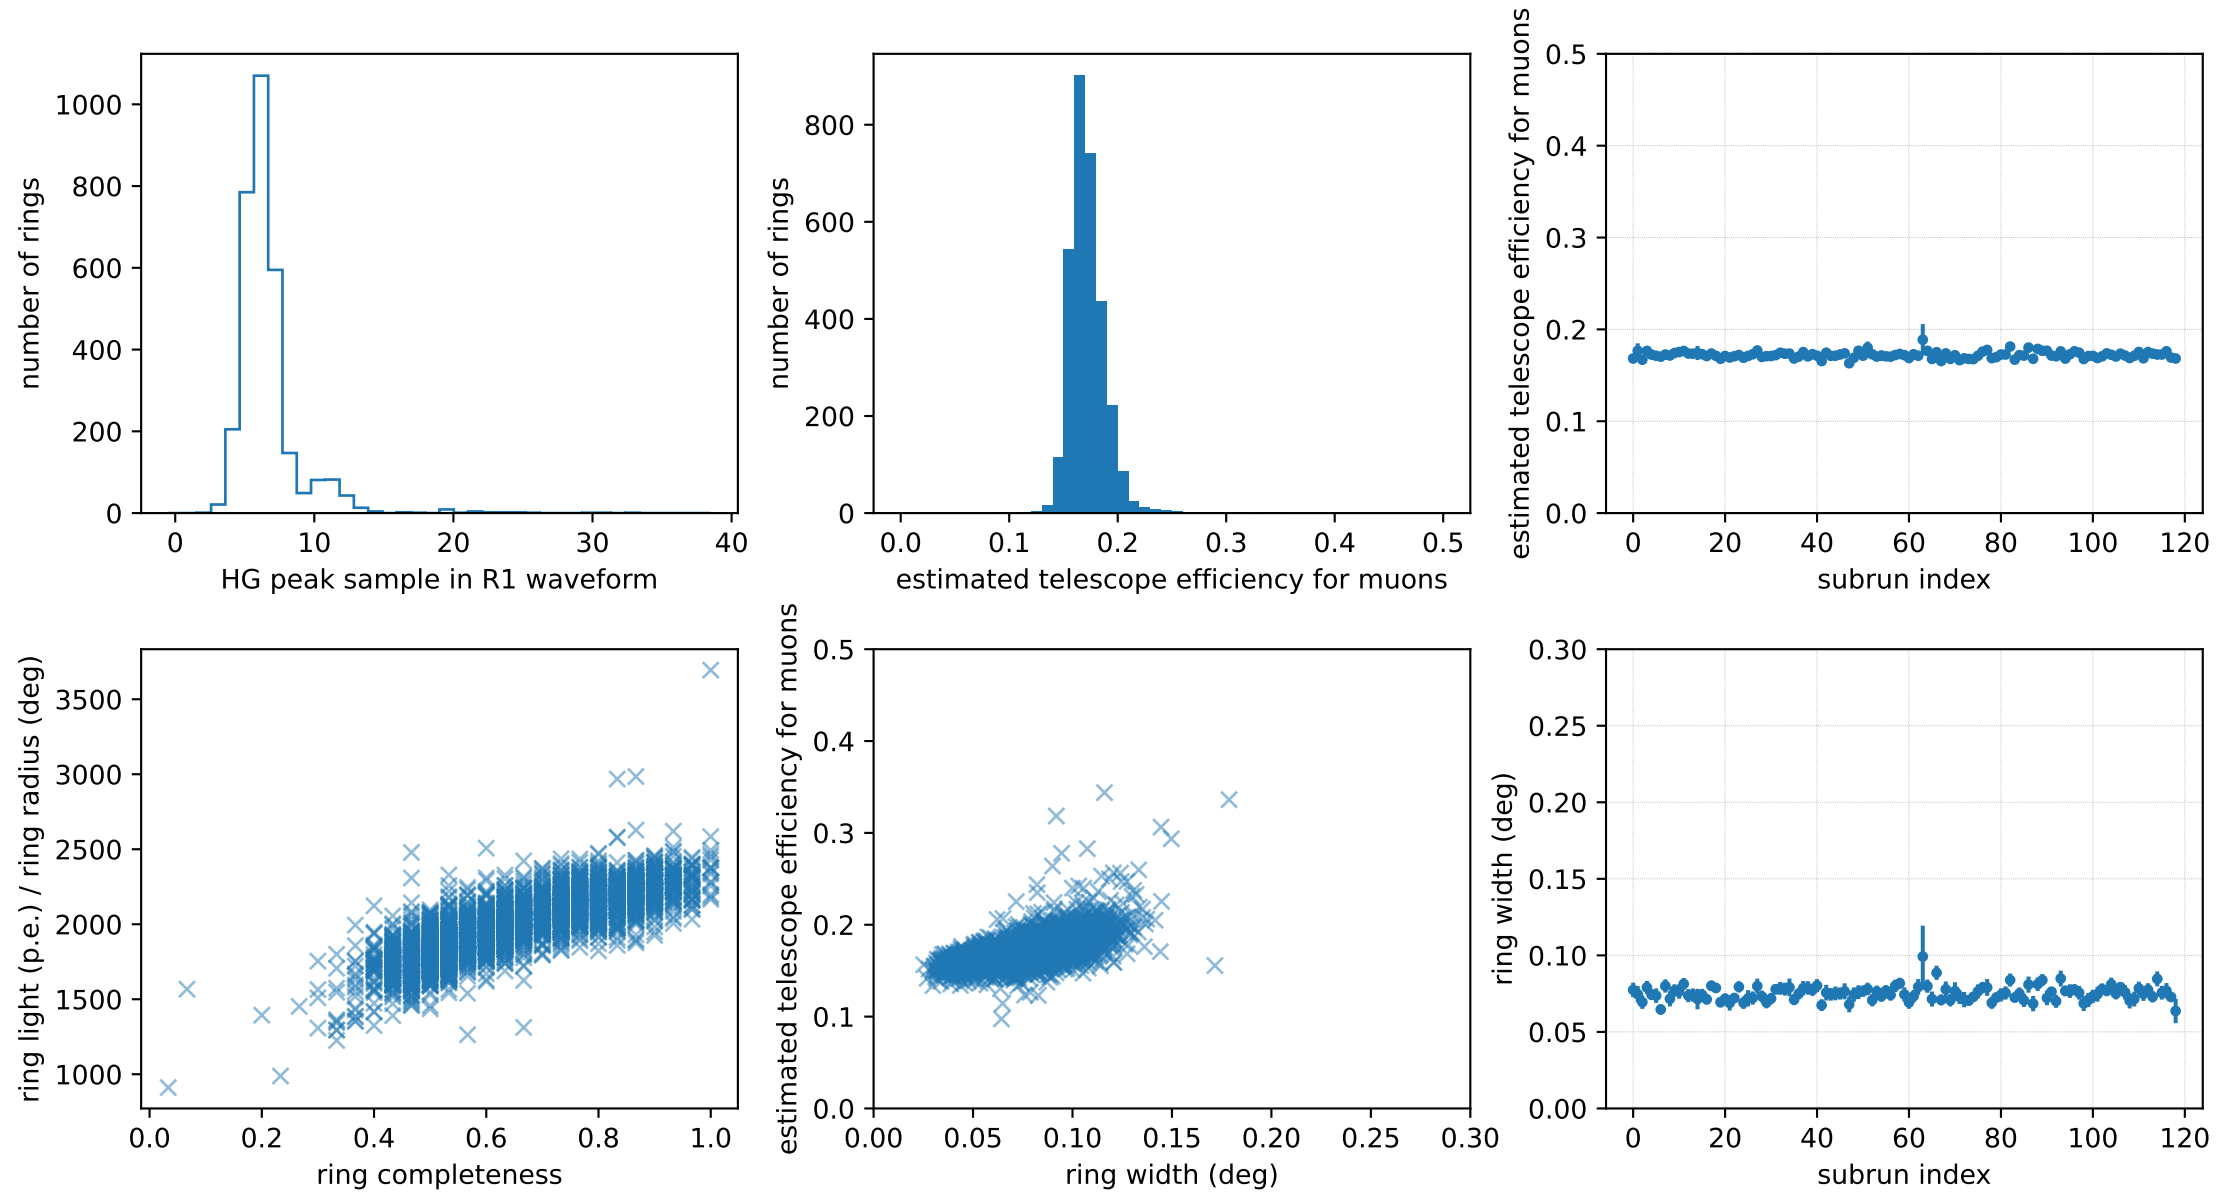 number of rings
1000
800
600
400
200
0
0 10 20 30 40
HG peak sample in R1 waveform
number of rings
800
600
400
200
0
0.0 0.1 0.2 0.3 0.4 0.5
estimated telescope efficiency for muons
estimated telescope efficiency for muons
0.5
0.4
0.3
0.2
0.1
0.0
0 20 40 60 80 100 120
subrun index
ring light (p.e.) / ring radius (deg)
3500
3000
2500
2000
1500
1000
0.0 0.2 0.4 0.6 0.8 1.0
ring completeness
estimated telescope efficiency for muons
0.5
0.4
0.3
0.2
0.1
0.0
0.00 0.05 0.10 0.15 0.20 0.25 0.30
ring width (deg)
ring width (deg)
0.30
0.25
0.20
0.15
0.10
0.05
0.00
0 20 40 60 80 100 120
subrun index